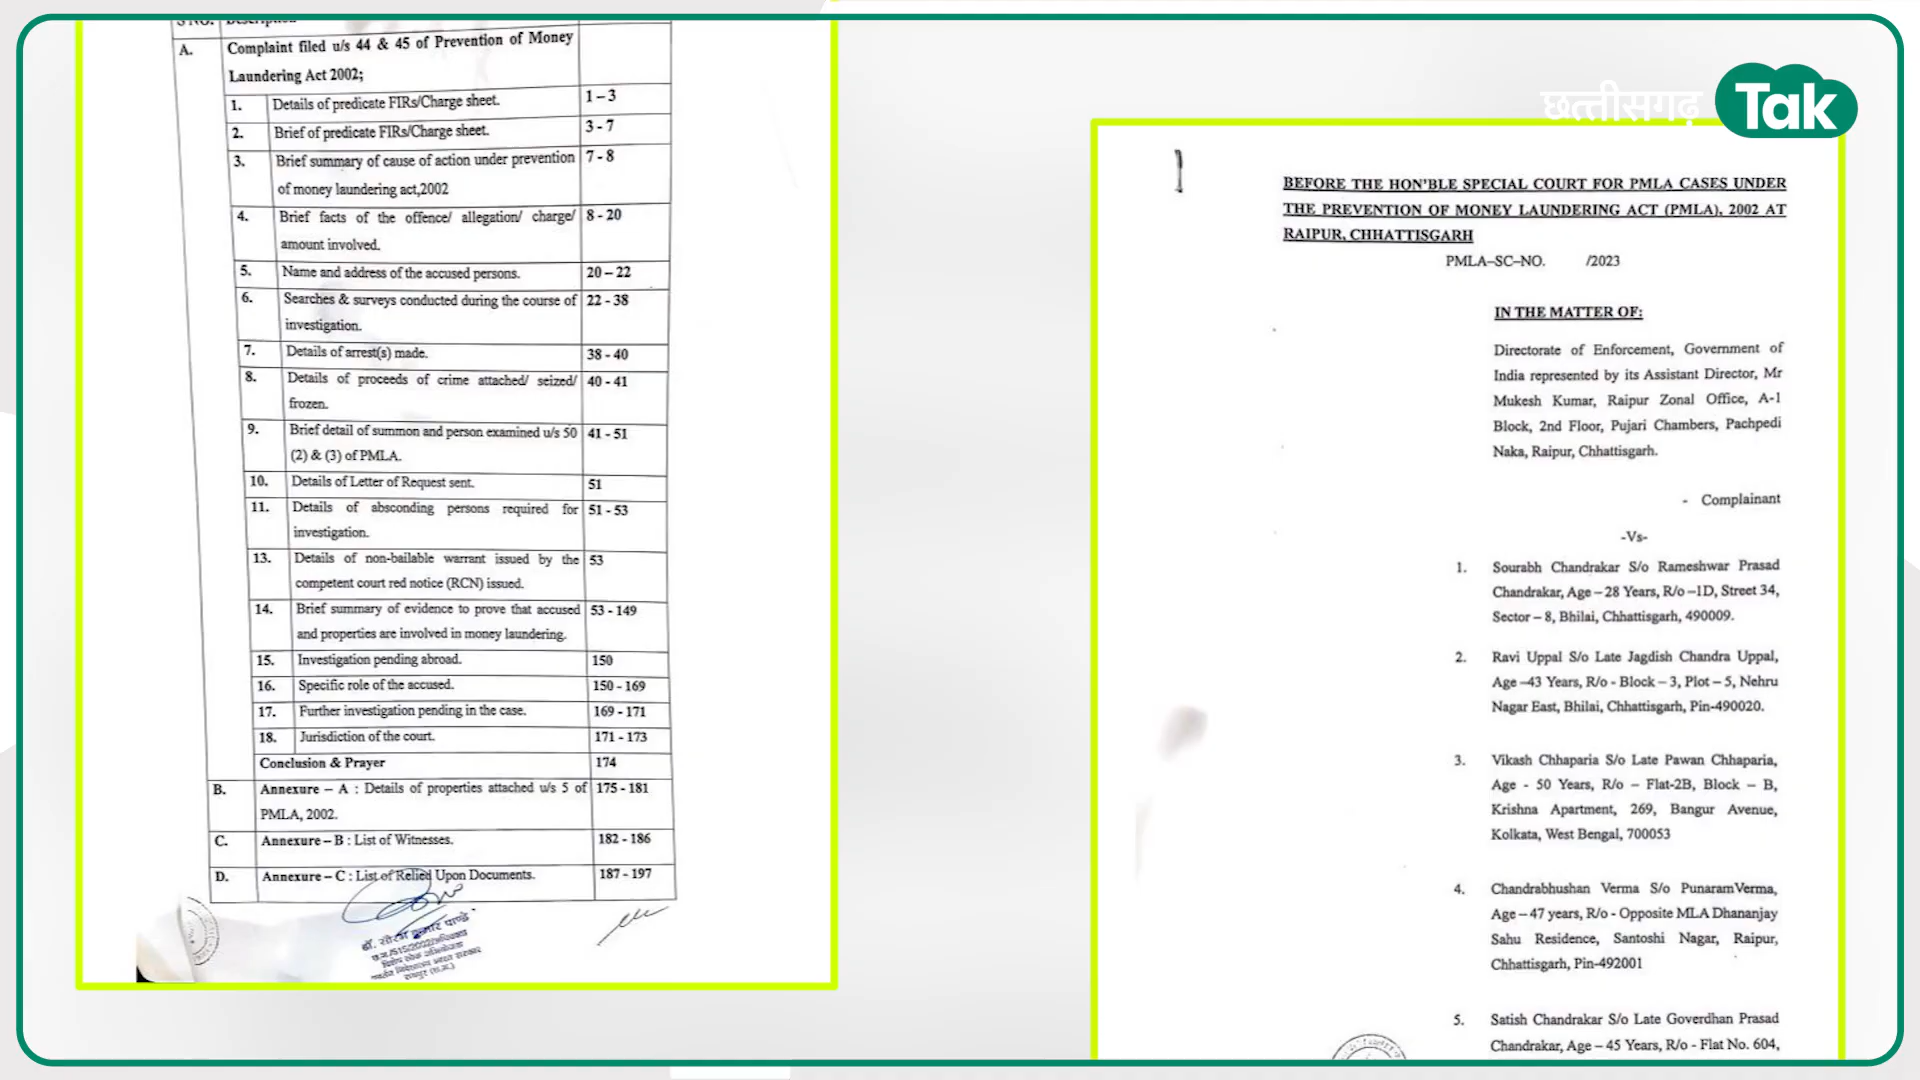 S NO. Description
A. Complaint filed u/s 44 & 45 of Prevention of Money
Laundering Act 2002;
1. Details of predicate FIRs/Charge sheet. 1 – 3
2. Brief of predicate FIRs/Charge sheet. 3 - 7
3. Brief summary of cause of action under prevention 7 - 8
of money laundering act,2002
4. Brief facts of the offence/ allegation/ charge/ 8 - 20
amount involved.
5. Name and address of the accused persons. 20 – 22
6. Searches & surveys conducted during the course of 22 - 38
investigation.
7. Details of arrest(s) made. 38 - 40
8. Details of proceeds of crime attached/ seized/ 40 - 41
frozen.
9. Brief detail of summon and person examined u/s 50 41 - 51
(2) & (3) of PMLA.
10. Details of Letter of Request sent. 51
11. Details of absconding persons required for 51 - 53
investigation.
13. Details of non-bailable warrant issued by the 53
competent court red notice (RCN) issued.
14. Brief summary of evidence to prove that accused 53 - 149
and properties are involved in money laundering.
15. Investigation pending abroad. 150
16. Specific role of the accused. 150 - 169
17. Further investigation pending in the case. 169 - 171
18. Jurisdiction of the court. 171 - 173
Conclusion & Prayer 174
B. Annexure – A : Details of properties attached u/s 5 of 175 - 181
PMLA, 2002.
C. Annexure – B : List of Witnesses. 182 - 186
D. Annexure – C : List of Relied Upon Documents. 187 - 197
डॉ. सौरभ कुमार पाण्डे
छत्तीसगढ़ Tak
BEFORE THE HON'BLE SPECIAL COURT FOR PMLA CASES UNDER
THE PREVENTION OF MONEY LAUNDERING ACT (PMLA), 2002 AT
RAIPUR, CHHATTISGARH
PMLA–SC–NO. /2023
IN THE MATTER OF:
Directorate of Enforcement, Government of
India represented by its Assistant Director, Mr
Mukesh Kumar, Raipur Zonal Office, A-1
Block, 2nd Floor, Pujari Chambers, Pachpedi
Naka, Raipur, Chhattisgarh.
- Complainant
-Vs-
1. Sourabh Chandrakar S/o Rameshwar Prasad
Chandrakar, Age – 28 Years, R/o –1D, Street 34,
Sector – 8, Bhilai, Chhattisgarh, 490009.
2. Ravi Uppal S/o Late Jagdish Chandra Uppal,
Age –43 Years, R/o - Block – 3, Plot – 5, Nehru
Nagar East, Bhilai, Chhattisgarh, Pin-490020.
3. Vikash Chhaparia S/o Late Pawan Chhaparia,
Age - 50 Years, R/o – Flat-2B, Block – B,
Krishna Apartment, 269, Bangur Avenue,
Kolkata, West Bengal, 700053
4. Chandrabhushan Verma S/o PunaramVerma,
Age – 47 years, R/o - Opposite MLA Dhananjay
Sahu Residence, Santoshi Nagar, Raipur,
Chhattisgarh, Pin-492001
5. Satish Chandrakar S/o Late Goverdhan Prasad
Chandrakar, Age – 45 Years, R/o - Flat No. 604,